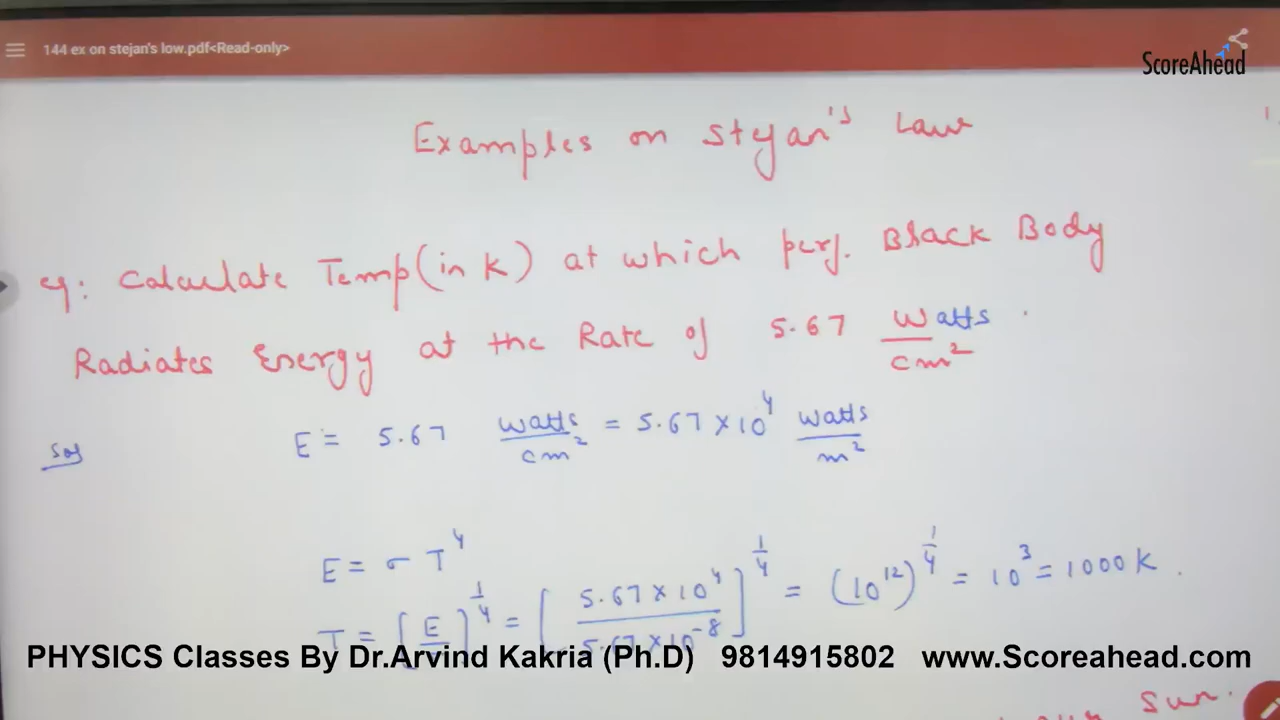 144 ex on stejan's low.pdf<Read-only>
ScoreAhead
Examples on Stefan's Law
eg: Calculate Temp(in K) at which perf. Black Body
Radiates Energy at the Rate of 5.67 Watts/cm²
Sol E = 5.67 watts/cm² = 5.67 × 10⁴ watts/m²
E = σ T⁴
T = [E/ ]^1/4 = [5.67 × 10⁴ / 5.67 × 10⁻⁸]^1/4 = (10¹²)^1/4 = 10³ = 1000 K.
PHYSICS Classes By Dr.Arvind Kakria (Ph.D) 9814915802 www.Scoreahead.com
Sun.